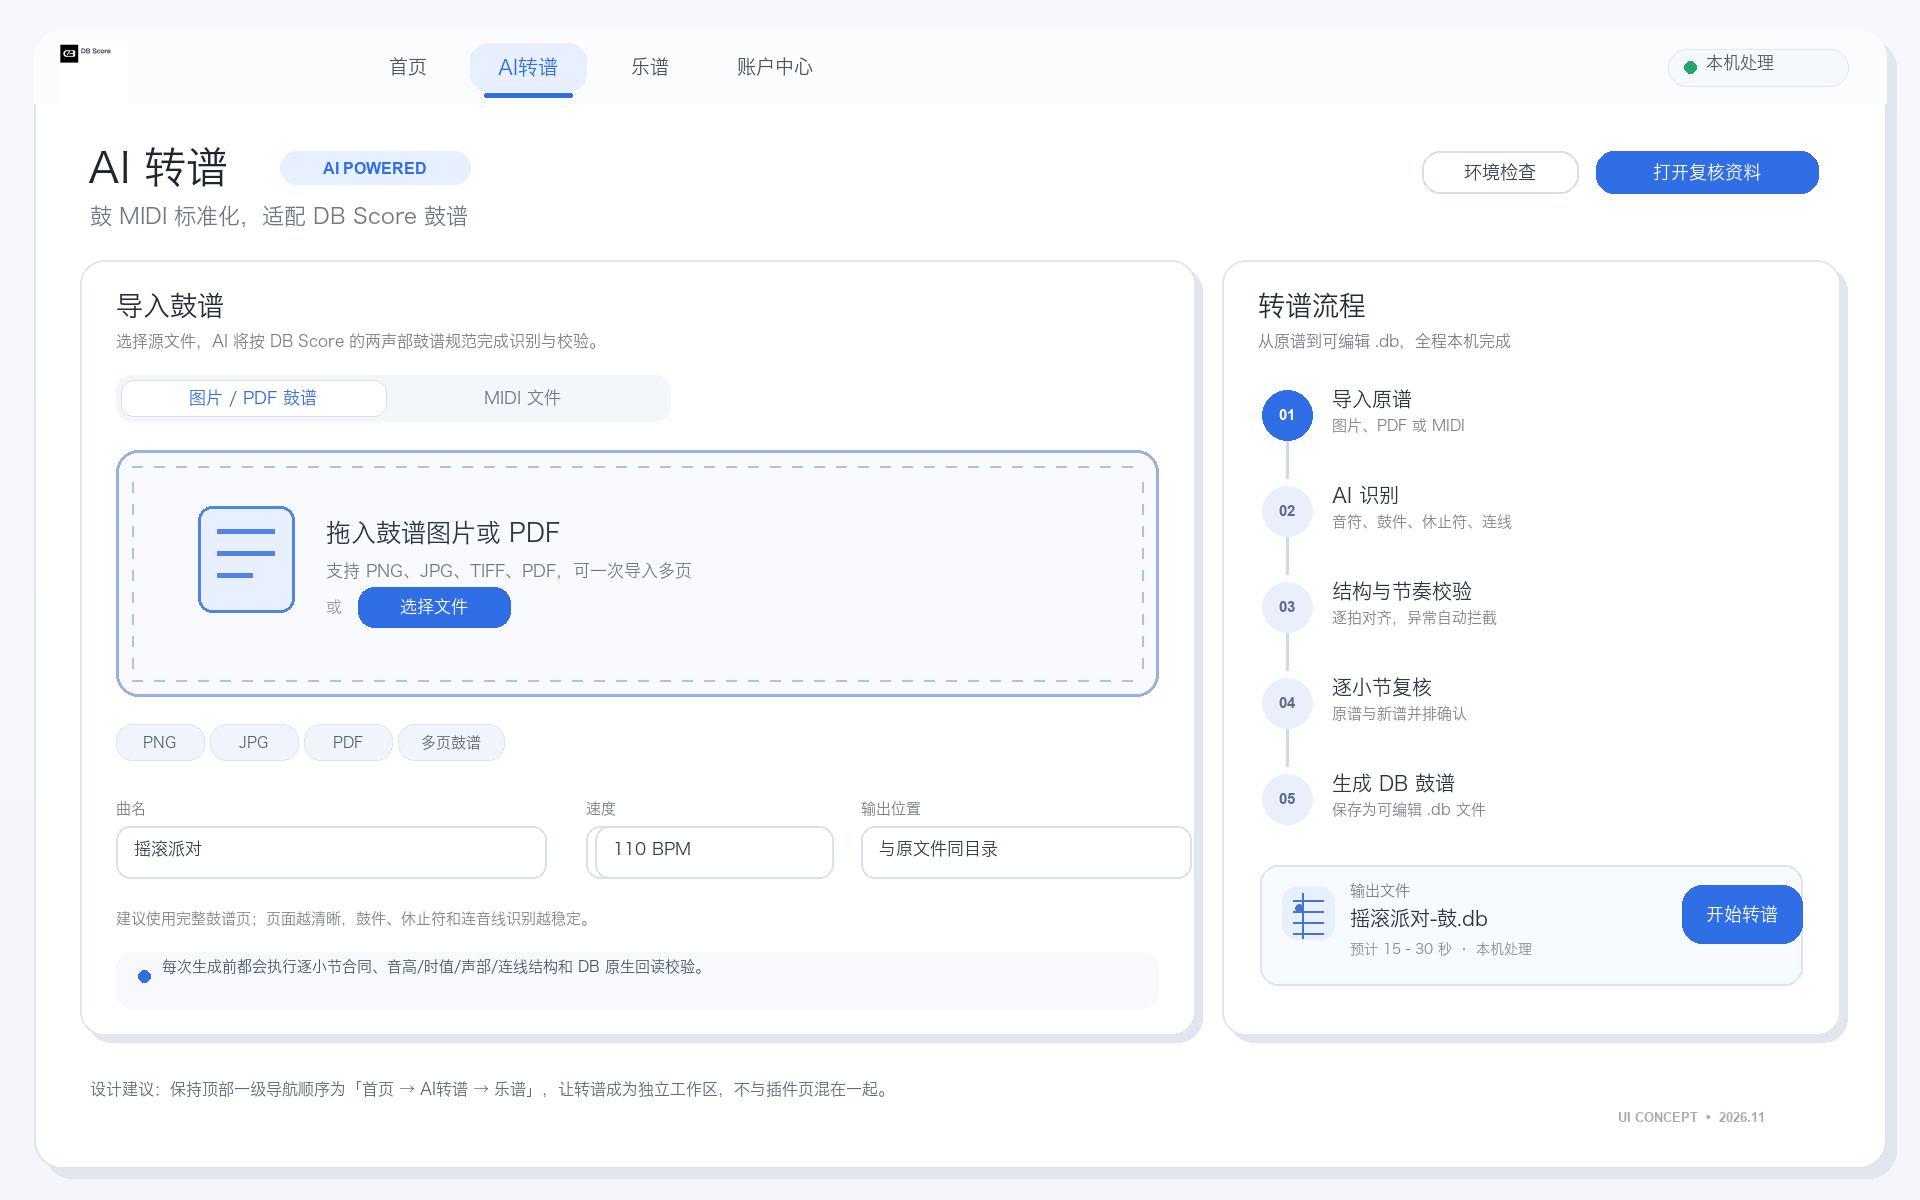 DB Score
首页
AI转谱
乐谱
账户中心
本机处理
AI 转谱
AI POWERED
环境检查
打开复核资料
鼓 MIDI 标准化，适配 DB Score 鼓谱
导入鼓谱
选择源文件，AI 将按 DB Score 的两声部鼓谱规范完成识别与校验。
图片 / PDF 鼓谱
MIDI 文件
拖入鼓谱图片或 PDF
支持 PNG、JPG、TIFF、PDF，可一次导入多页
或
选择文件
PNG
JPG
PDF
多页鼓谱
曲名
速度
输出位置
摇滚派对
110 BPM
与原文件同目录
建议使用完整鼓谱页；页面越清晰，鼓件、休止符和连音线识别越稳定。
每次生成前都会执行逐小节合同、音高/时值/声部/连线结构和 DB 原生回读校验。
转谱流程
从原谱到可编辑 .db，全程本机完成
01
导入原谱
图片、PDF 或 MIDI
02
AI 识别
音符、鼓件、休止符、连线
03
结构与节奏校验
逐拍对齐，异常自动拦截
04
逐小节复核
原谱与新谱并排确认
05
生成 DB 鼓谱
保存为可编辑 .db 文件
输出文件
摇滚派对-鼓.db
预计 15 - 30 秒 · 本机处理
开始转谱
设计建议：保持顶部一级导航顺序为「首页 → AI转谱 → 乐谱」，让转谱成为独立工作区，不与插件页混在一起。
UI CONCEPT • 2026.11